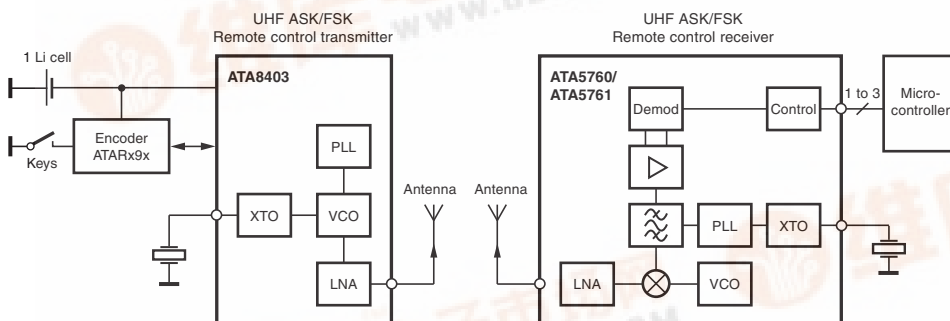 UHF ASK/FSK
Remote control transmitter
UHF ASK/FSK
Remote control receiver
1 Li cell
ATA8403
ATA5760/
ATA5761
Demod
Control
1 to 3
Micro-
controller
Encoder
ATARx9x
Keys
PLL
Antenna
Antenna
XTO
VCO
PLL
XTO
LNA
LNA
VCO